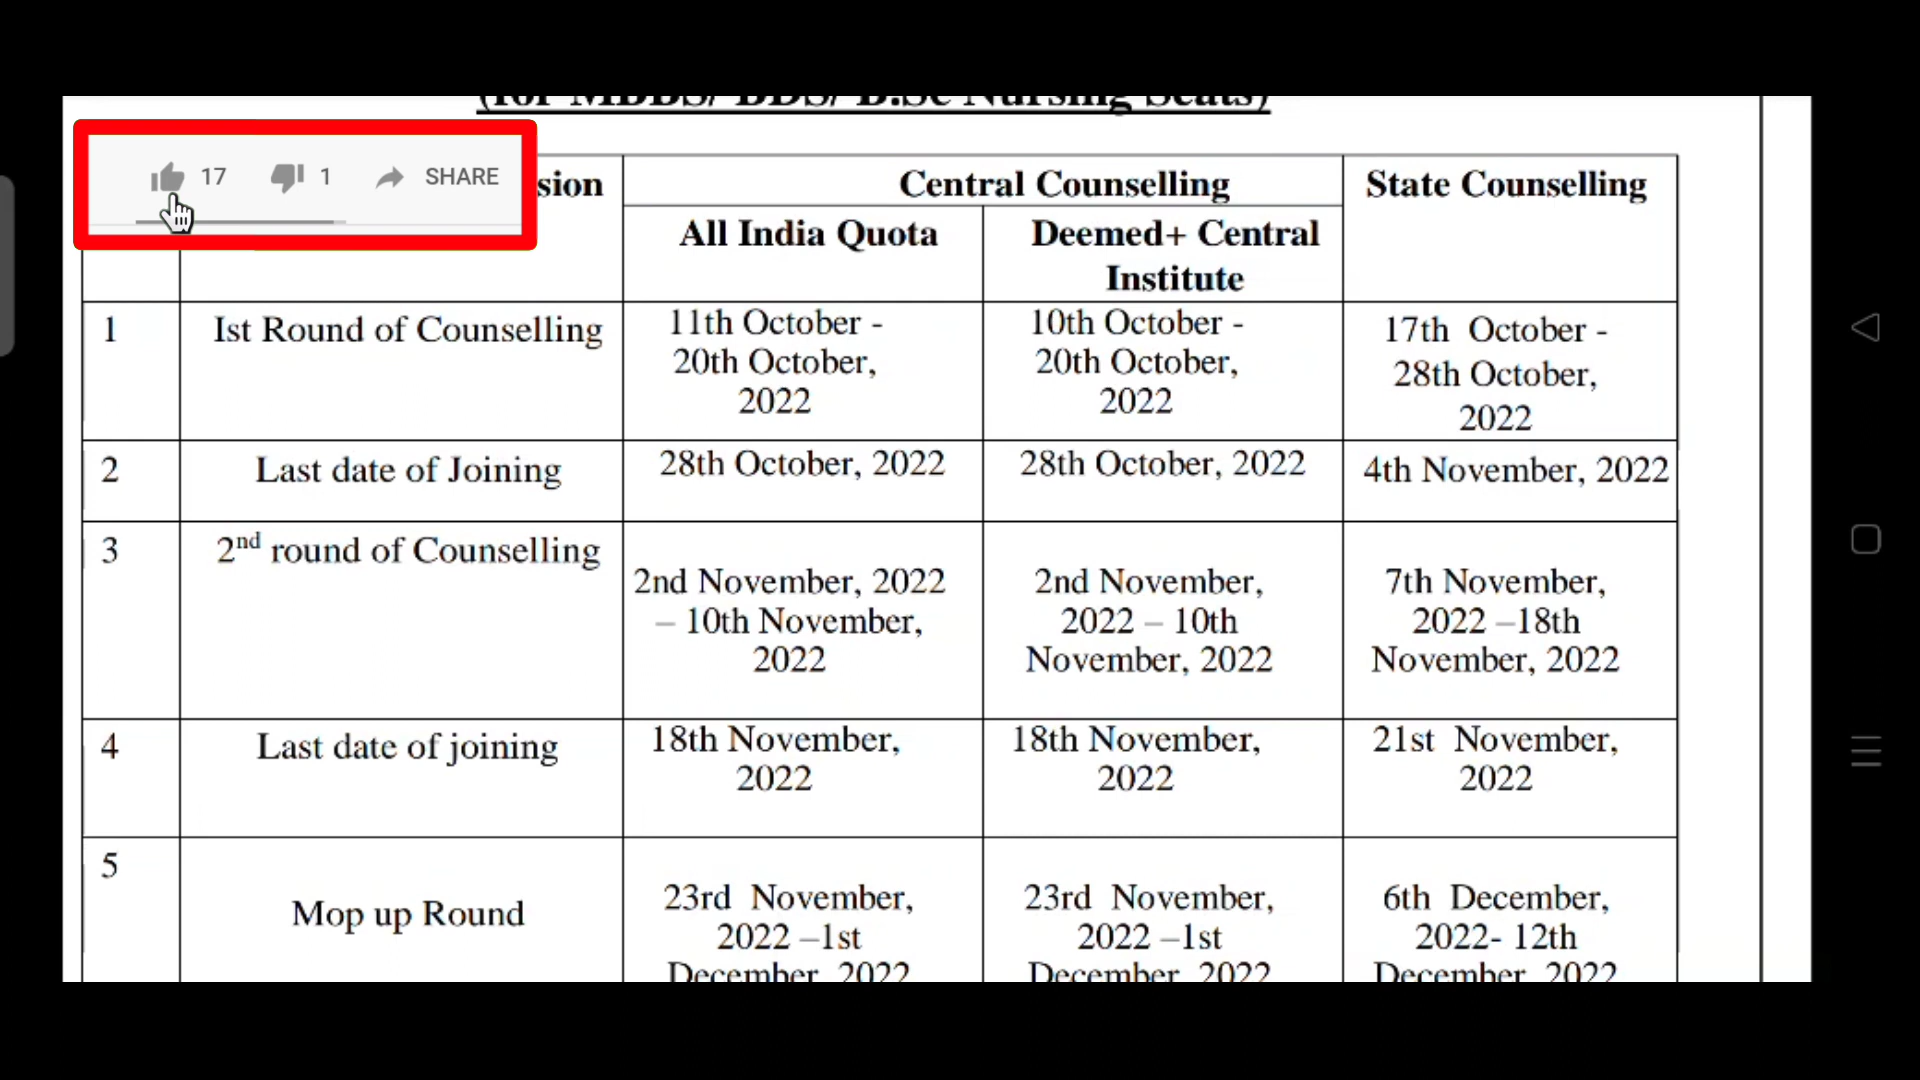 (for MBBS/ BDS/ B.Sc Nursing Seats)
17 1 SHARE
sion Central Counselling State Counselling
All India Quota Deemed+ Central
Institute
1 Ist Round of Counselling 11th October -
20th October,
2022
10th October -
20th October,
2022
17th October -
28th October,
2022
2 Last date of Joining 28th October, 2022 28th October, 2022 4th November, 2022
3 2nd round of Counselling
2nd November, 2022
– 10th November,
2022
2nd November,
2022 – 10th
November, 2022
7th November,
2022 –18th
November, 2022
4 Last date of joining
18th November,
2022
18th November,
2022
21st November,
2022
5 Mop up Round
23rd November,
2022 –1st
December, 2022
23rd November,
2022 –1st
December, 2022
6th December,
2022- 12th
December, 2022